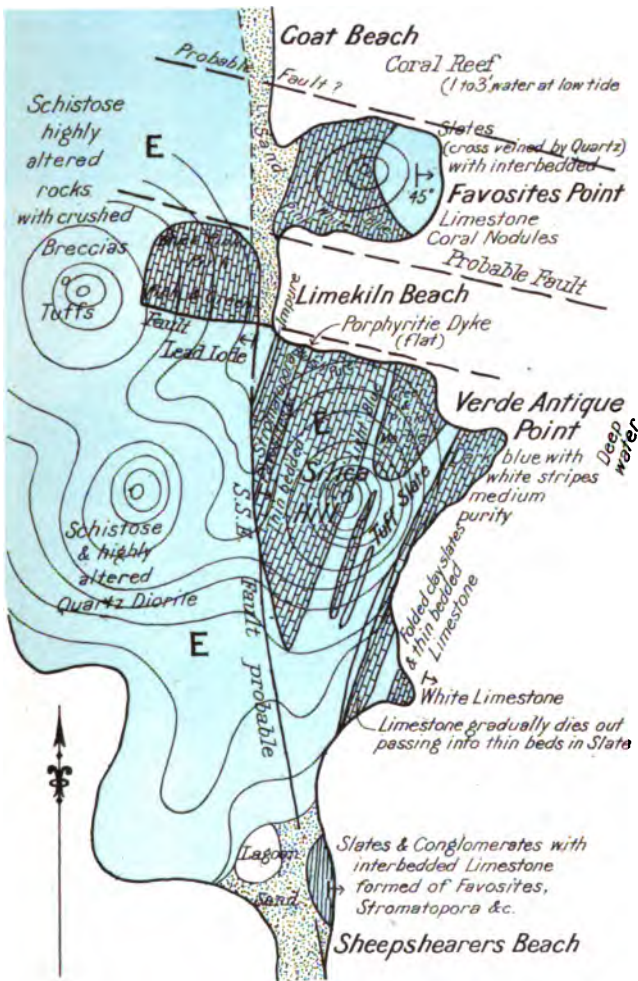 Goat Beach
Probable Fault ?
Coral Reef
(1 to 3' water at low tide
Schistose
highly
altered
rocks
with crushed
Breccias
Tuffs
E
Sand
Slates
(cross veined by Quartz)
with interbedded
45°
Favosites Point
Limestone
Coral Nodules
Probable Fault
Limekiln Beach
Fault
Lead Lode
Porphyritie Dyke
(flat)
Verde Antique
Point
Deep
water
Dark blue with
white stripes
medium
purity
E
Thin bedded
Hill
Tuff Slate
Schistose
& highly
altered
Quartz Diorite
S.S.E. Fault probable
E
Folded clay slates
& thin bedded
Limestone
White Limestone
Limestone gradually dies out
passing into thin beds in Slate
Lagoon
Sand
Slates & Conglomerates with
interbedded Limestone
formed of Favosites,
Stromatopora &c.
Sheepshearers Beach